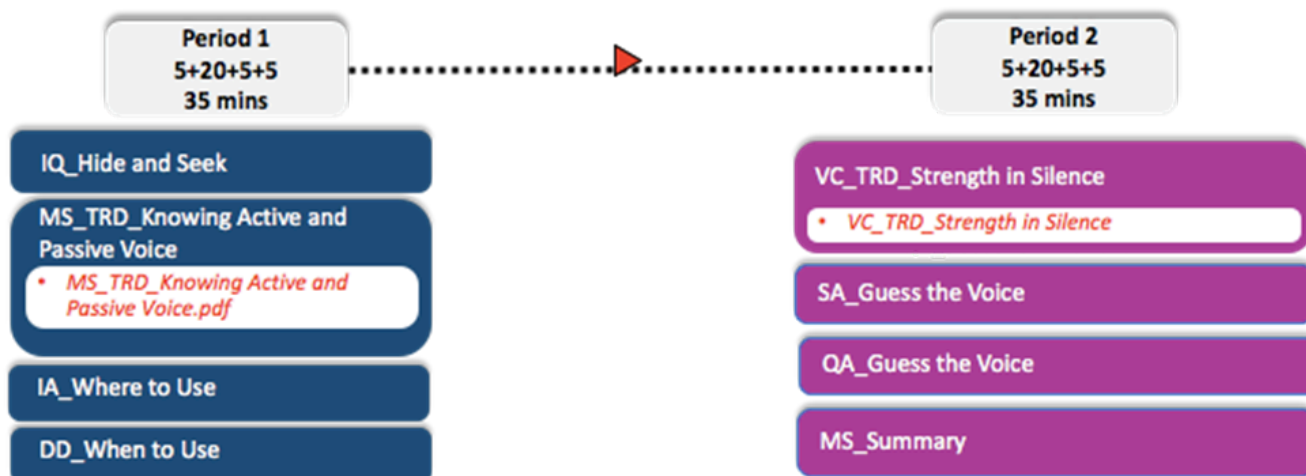 Period 1
5+20+5+5
35 mins
IQ_Hide and Seek
MS_TRD_Knowing Active and
Passive Voice
• MS_TRD_Knowing Active and
Passive Voice.pdf
IA_Where to Use
DD_When to Use
Period 2
5+20+5+5
35 mins
VC_TRD_Strength in Silence
• VC_TRD_Strength in Silence
SA_Guess the Voice
QA_Guess the Voice
MS_Summary